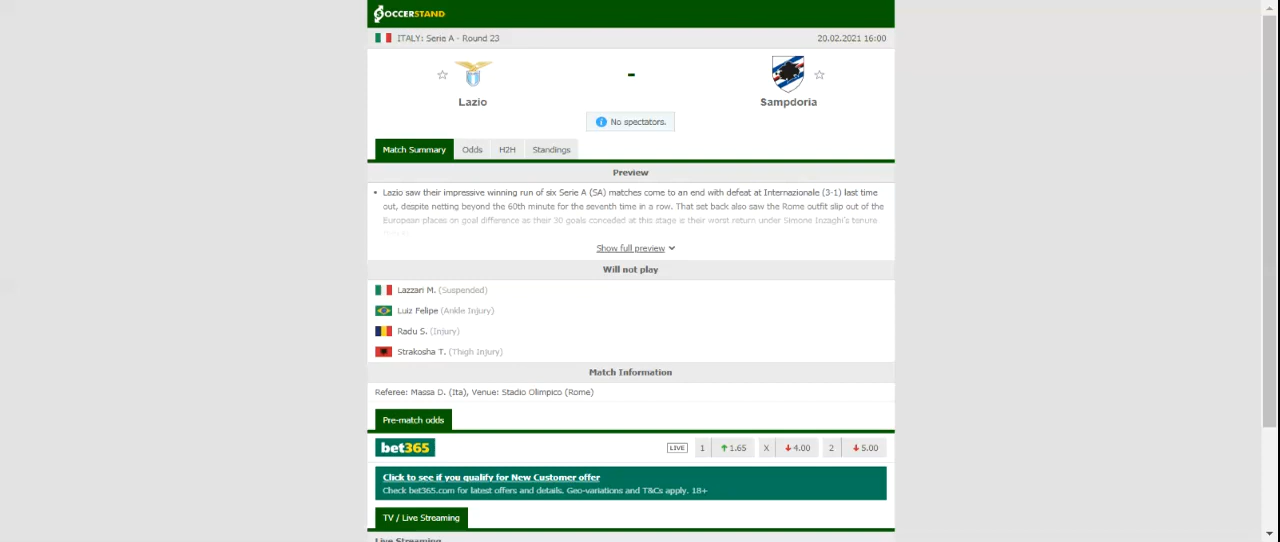 SOCCERSTAND
ITALY: Serie A - Round 23 20.02.2021 16:00
-
Lazio Sampdoria
No spectators.
Match Summary Odds H2H Standings
Preview
Lazio saw their impressive winning run of six Serie A (SA) matches come to an end with defeat at Internazionale (3-1) last time
out, despite netting beyond the 60th minute for the seventh time in a row. That set back also saw the Rome outfit slip out of the
European places on goal difference as their 30 goals conceded at this stage is their worst return under Simone Inzaghi's tenure
Show full preview
Will not play
Lazzari M. (Suspended)
Luiz Felipe (Ankle Injury)
Radu S. (Injury)
Strakosha T. (Thigh Injury)
Match Information
Referee: Massa D. (Ita), Venue: Stadio Olimpico (Rome)
Pre-match odds
bet365 LIVE 1 1.65 X 4.00 2 5.00
Click to see if you qualify for New Customer offer
Check bet365.com for latest offers and details. Geo-variations and T&Cs apply. 18+
TV / Live Streaming
Live Streaming